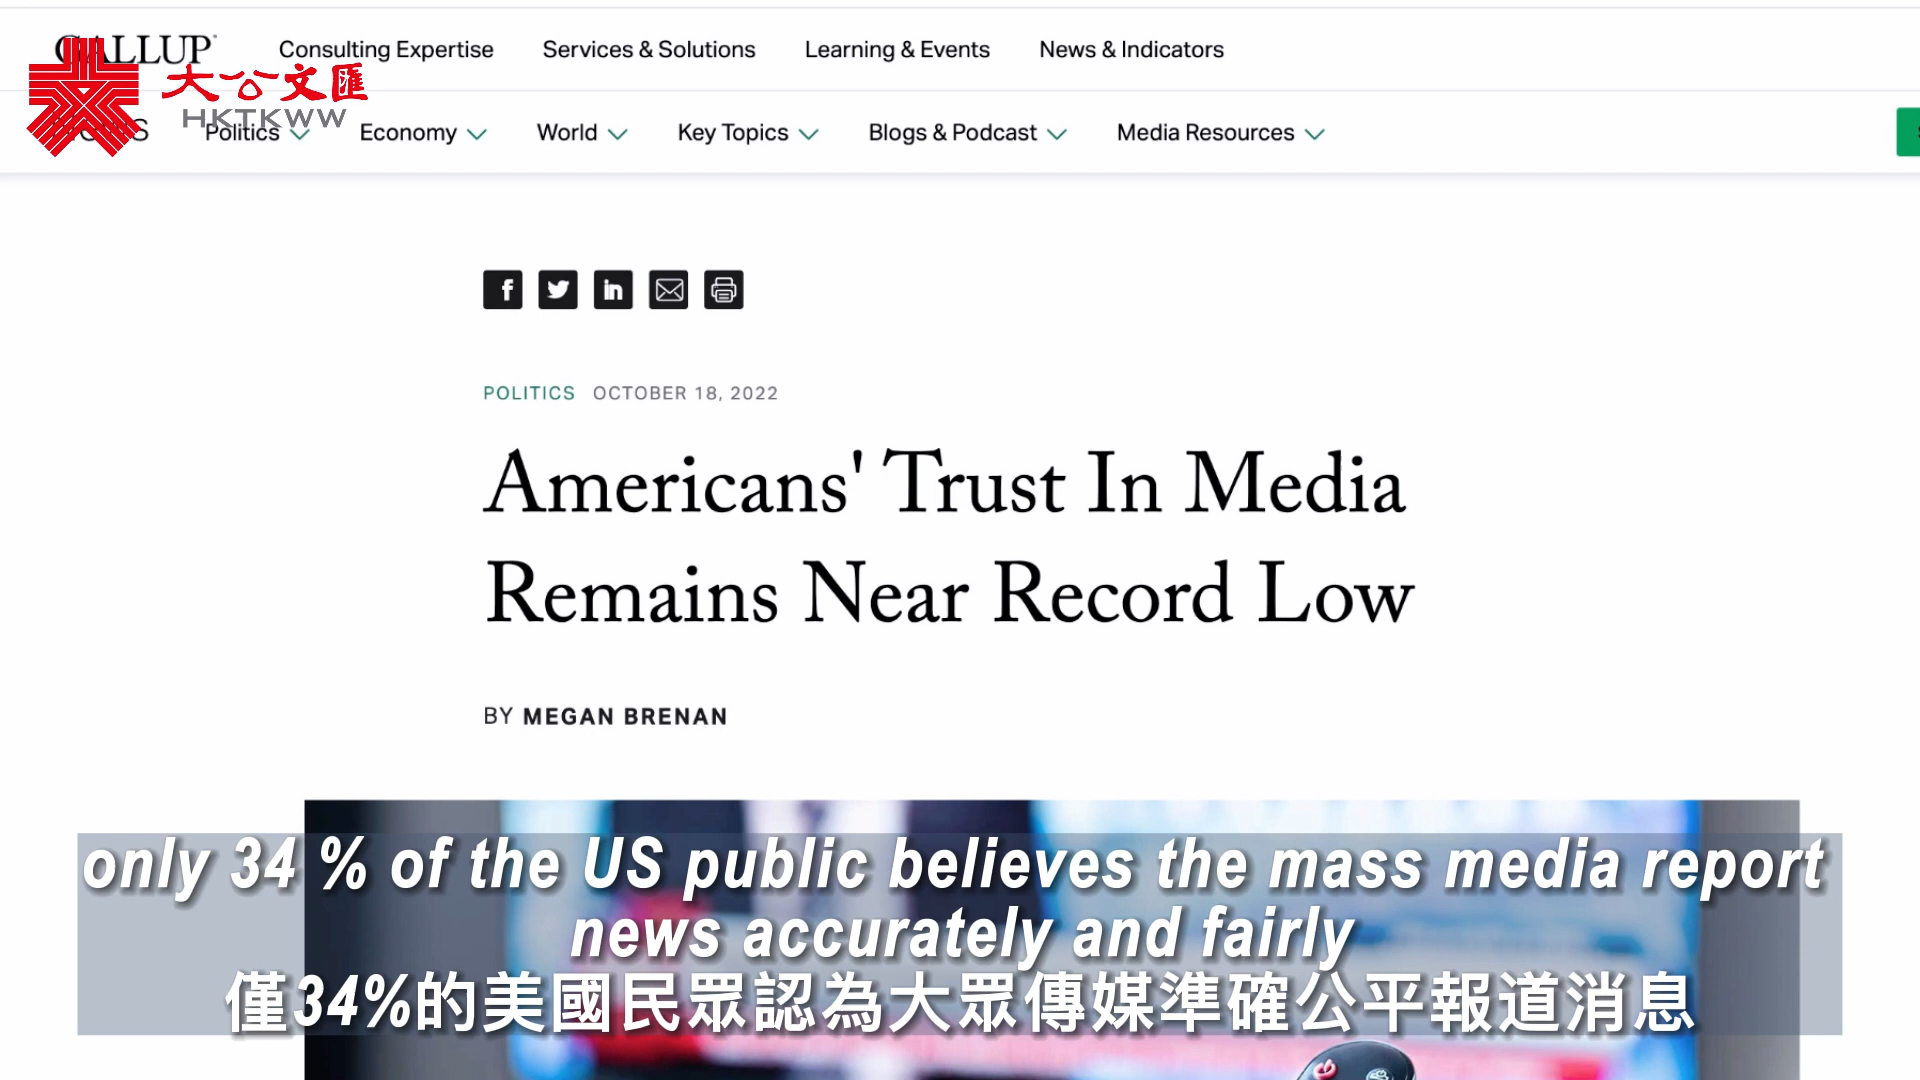 GALLUP
Consulting Expertise Services & Solutions Learning & Events News & Indicators
大公文匯
HKTKWW
Politics Economy World Key Topics Blogs & Podcast Media Resources
POLITICS OCTOBER 18, 2022
Americans' Trust In Media
Remains Near Record Low
BY MEGAN BRENAN
only 34 % of the US public believes the mass media report
news accurately and fairly
僅34%的美國民眾認為大眾傳媒準確公平報道消息